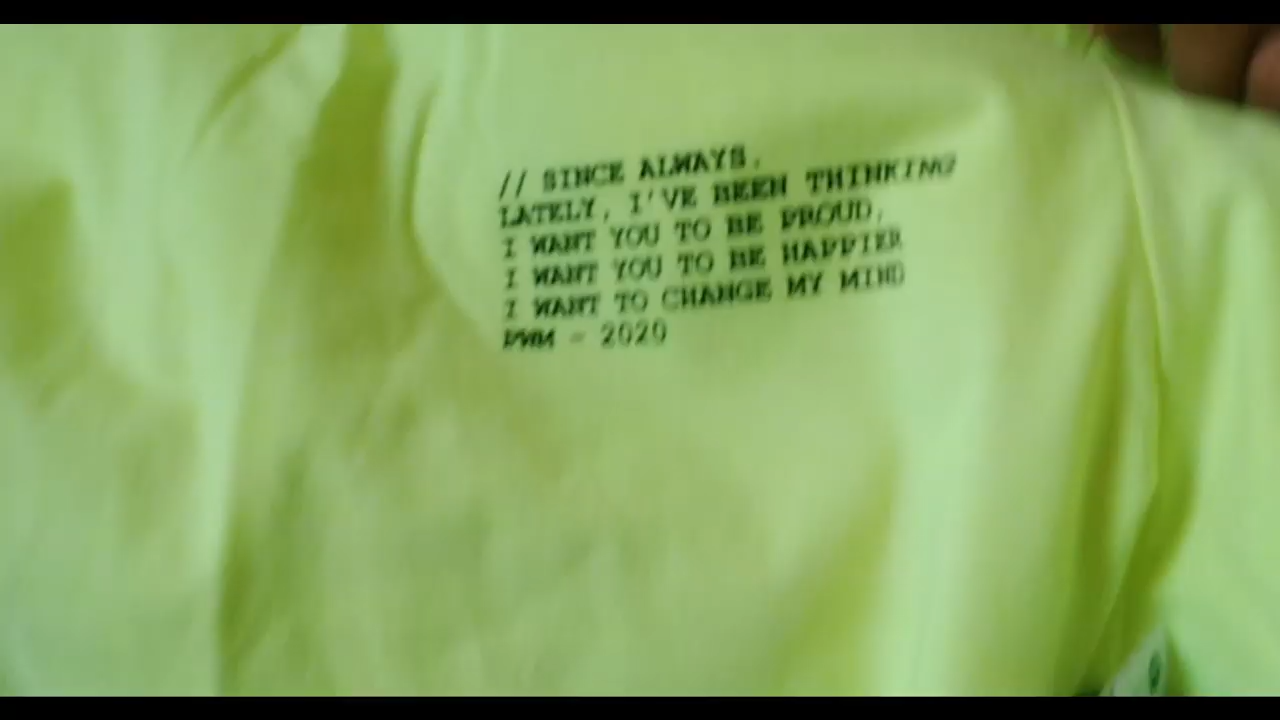 // SINCE ALWAYS.
LATELY, I'VE BEEN THINKING
I WANT YOU TO BE PROUD,
I WANT YOU TO BE HAPPIER
I WANT TO CHANGE MY MIND
PWM - 2020